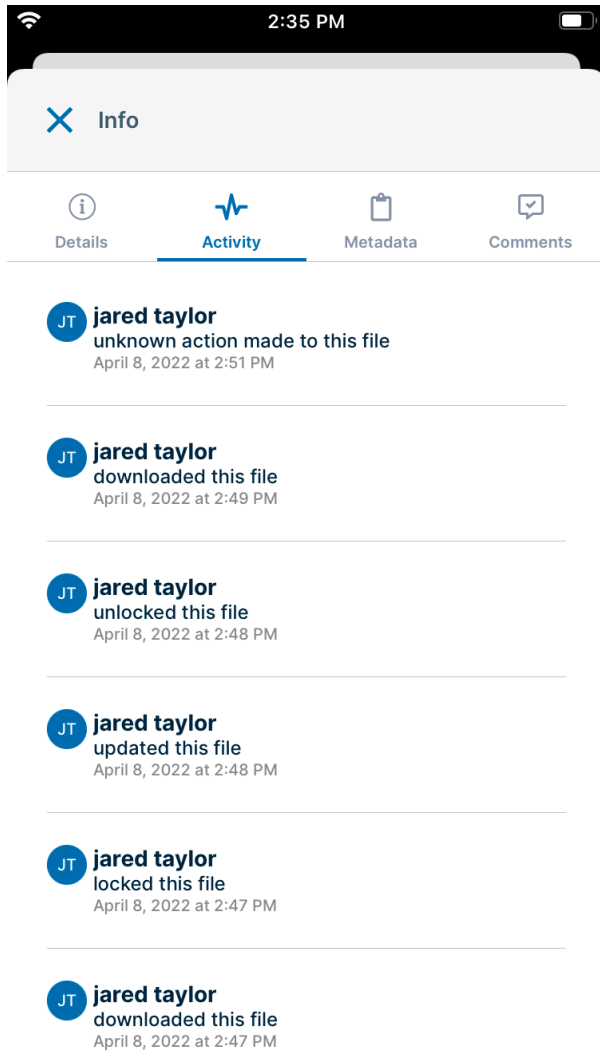 2:35 PM
Info
Details Activity Metadata Comments
JT jared taylor
unknown action made to this file
April 8, 2022 at 2:51 PM
JT jared taylor
downloaded this file
April 8, 2022 at 2:49 PM
JT jared taylor
unlocked this file
April 8, 2022 at 2:48 PM
JT jared taylor
updated this file
April 8, 2022 at 2:48 PM
JT jared taylor
locked this file
April 8, 2022 at 2:47 PM
JT jared taylor
downloaded this file
April 8, 2022 at 2:47 PM